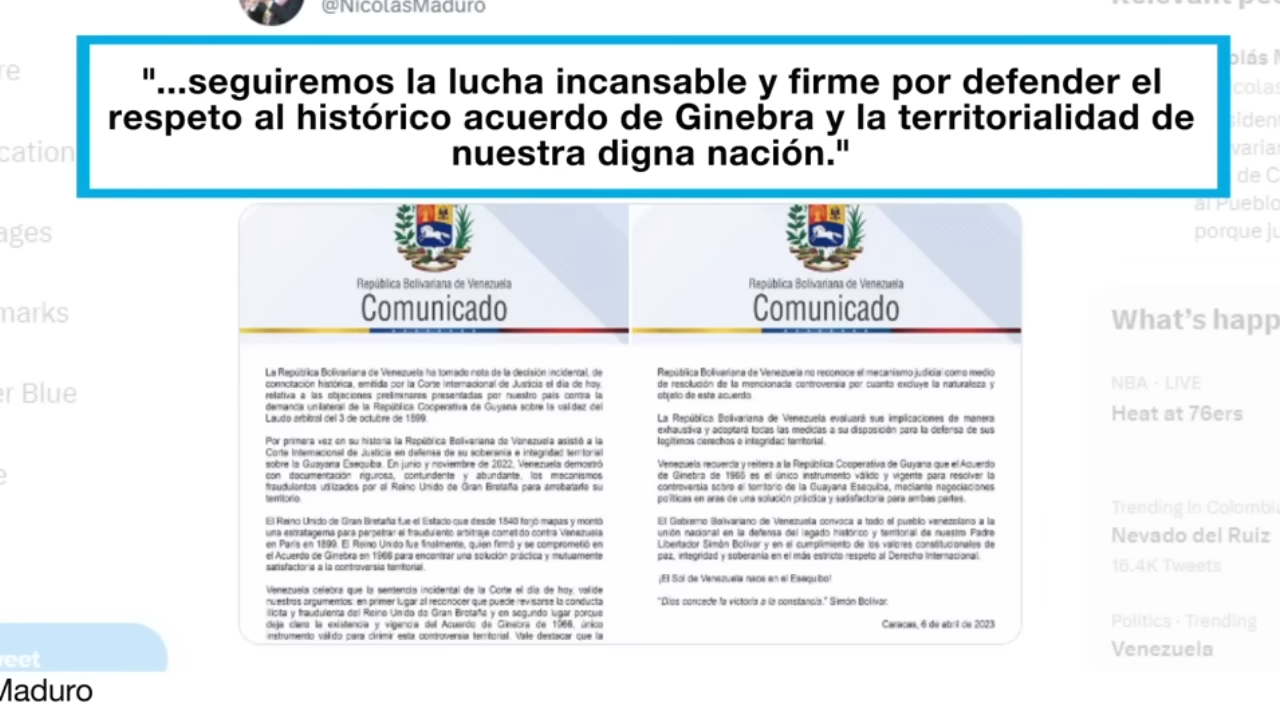 @NicolasMaduro
"...seguiremos la lucha incansable y firme por defender el
respeto al histórico acuerdo de Ginebra y la territorialidad de
nuestra digna nación."
República Bolivariana de Venezuela
Comunicado
La República Bolivariana de Venezuela ha tomado nota de la decisión incidental, de
connotación histórica, emitida por la Corte Internacional de Justicia el día de hoy,
relativa a las objeciones preliminares presentadas por nuestro país contra la
demanda unilateral de la República Cooperativa de Guyana sobre la validez del
Laudo arbitral del 3 de octubre de 1899.
Por primera vez en su historia la República Bolivariana de Venezuela asistió a la
Corte Internacional de Justicia en defensa de su soberanía e integridad territorial
sobre la Guayana Esequiba. En junio y noviembre de 2022, Venezuela demostró
con documentación rigurosa, contundente y abundante, los mecanismos
fraudulentos utilizados por el Reino Unido de Gran Bretaña para arrebatarle su
territorio.
El Reino Unido de Gran Bretaña fue el Estado que desde 1840 forjó mapas y montó
una estratagema para perpetrar el fraudulento arbitraje cometido contra Venezuela
en París en 1899. El Reino Unido fue finalmente, quien firmó y se comprometió en
el Acuerdo de Ginebra en 1966 para encontrar una solución práctica y mutuamente
satisfactoria a la controversia territorial.
Venezuela celebra que la sentencia incidental de la Corte el día de hoy, valide
nuestros argumentos: en primer lugar al reconocer que puede revisarse la conducta
ilícita y fraudulenta del Reino Unido de Gran Bretaña y en segundo lugar porque
deja claro la existencia y vigencia del Acuerdo de Ginebra de 1966, único
instrumento válido para dirimir esta controversia territorial. Vale destacar que la
República Bolivariana de Venezuela
Comunicado
República Bolivariana de Venezuela no reconoce el mecanismo judicial como medio
de resolución de la mencionada controversia por cuanto excluye la naturaleza y
objeto de este acuerdo.
La República Bolivariana de Venezuela evaluará sus implicaciones de manera
exhaustiva y adoptará todas las medidas a su disposición para la defensa de sus
legítimos derechos e integridad territorial.
Venezuela recuerda y reitera a la República Cooperativa de Guyana que el Acuerdo
de Ginebra de 1966 es el único instrumento válido y vigente para resolver la
controversia sobre el territorio de la Guayana Esequiba, mediante negociaciones
políticas en aras de una solución práctica y satisfactoria para ambas partes.
El Gobierno Bolivariano de Venezuela convoca a todo el pueblo venezolano a la
unión nacional en la defensa del legado histórico y territorial de nuestro Padre
Libertador Simón Bolívar y en el cumplimiento de los valores constitucionales de
paz, integridad y soberanía en el más estricto respeto al Derecho Internacional.
¡El Sol de Venezuela nace en el Esequibo!
"Dios concede la victoria a la constancia." Simón Bolívar.
Caracas, 6 de abril de 2023
re
cation
ages
marks
er Blue
e
weet
Maduro
olás M
colas
sident
varian
de C
al Pueblo
porque ju
What's happ
NBA · LIVE
Heat at 76ers
Trending in Colombia
Nevado del Ruiz
16.4K Tweets
Politics · Trending
Venezuela